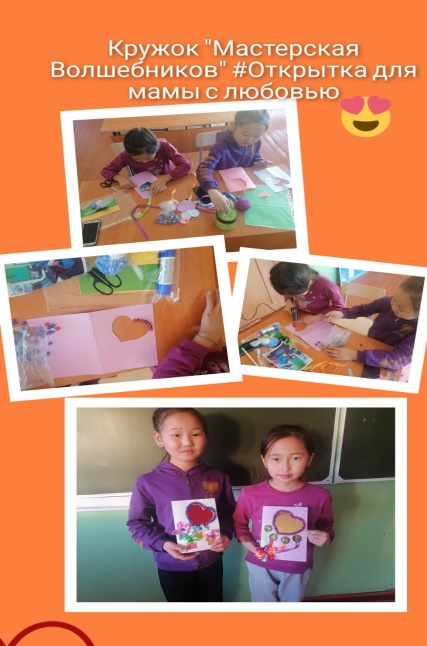 Кружок "Мастерская
Волшебников" #Открытка для
мамы с любовью